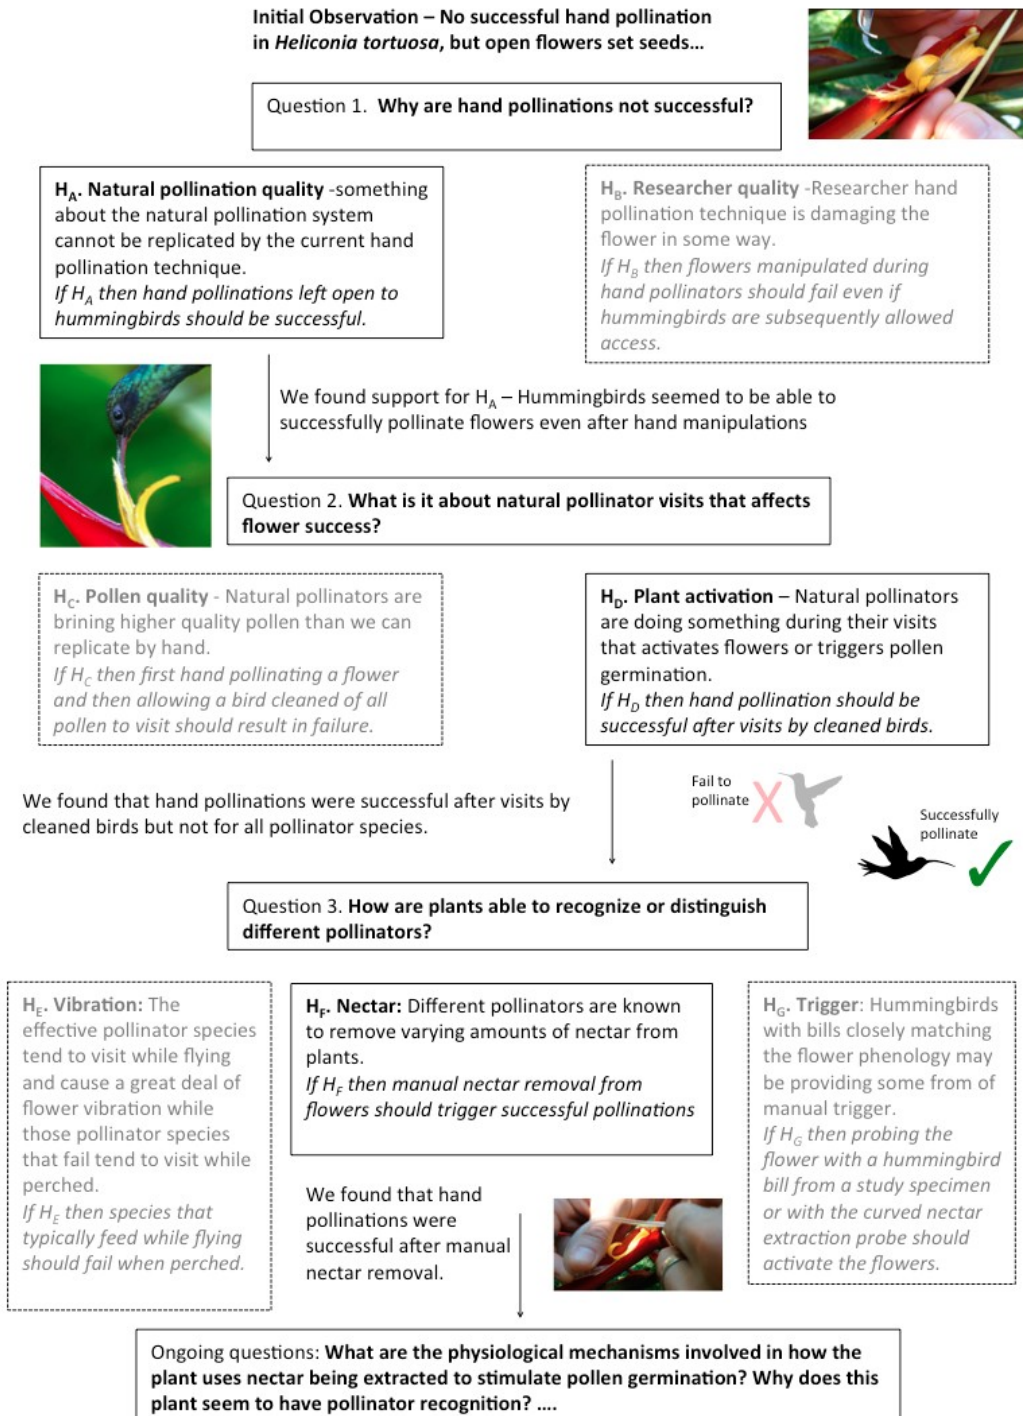 Initial Observation – No successful hand pollination
in Heliconia tortuosa, but open flowers set seeds...
Question 1. Why are hand pollinations not successful?
H_A. Natural pollination quality -something
about the natural pollination system
cannot be replicated by the current hand
pollination technique.
If H_A then hand pollinations left open to
hummingbirds should be successful.
H_B. Researcher quality -Researcher hand
pollination technique is damaging the
flower in some way.
If H_B then flowers manipulated during
hand pollinators should fail even if
hummingbirds are subsequently allowed
access.
We found support for H_A – Hummingbirds seemed to be able to
successfully pollinate flowers even after hand manipulations
Question 2. What is it about natural pollinator visits that affects
flower success?
H_C. Pollen quality - Natural pollinators are
brining higher quality pollen than we can
replicate by hand.
If H_C then first hand pollinating a flower
and then allowing a bird cleaned of all
pollen to visit should result in failure.
H_D. Plant activation – Natural pollinators
are doing something during their visits
that activates flowers or triggers pollen
germination.
If H_D then hand pollination should be
successful after visits by cleaned birds.
We found that hand pollinations were successful after visits by
cleaned birds but not for all pollinator species.
Fail to
pollinate
Successfully
pollinate
Question 3. How are plants able to recognize or distinguish
different pollinators?
H_E. Vibration: The
effective pollinator species
tend to visit while flying
and cause a great deal of
flower vibration while
those pollinator species
that fail tend to visit while
perched.
If H_E then species that
typically feed while flying
should fail when perched.
H_F. Nectar: Different pollinators are known
to remove varying amounts of nectar from
plants.
If H_F then manual nectar removal from
flowers should trigger successful pollinations
H_G. Trigger: Hummingbirds
with bills closely matching
the flower phenology may
be providing some from of
manual trigger.
If H_G then probing the
flower with a hummingbird
bill from a study specimen
or with the curved nectar
extraction probe should
activate the flowers.
We found that hand
pollinations were
successful after manual
nectar removal.
Ongoing questions: What are the physiological mechanisms involved in how the
plant uses nectar being extracted to stimulate pollen germination? Why does this
plant seem to have pollinator recognition? ....